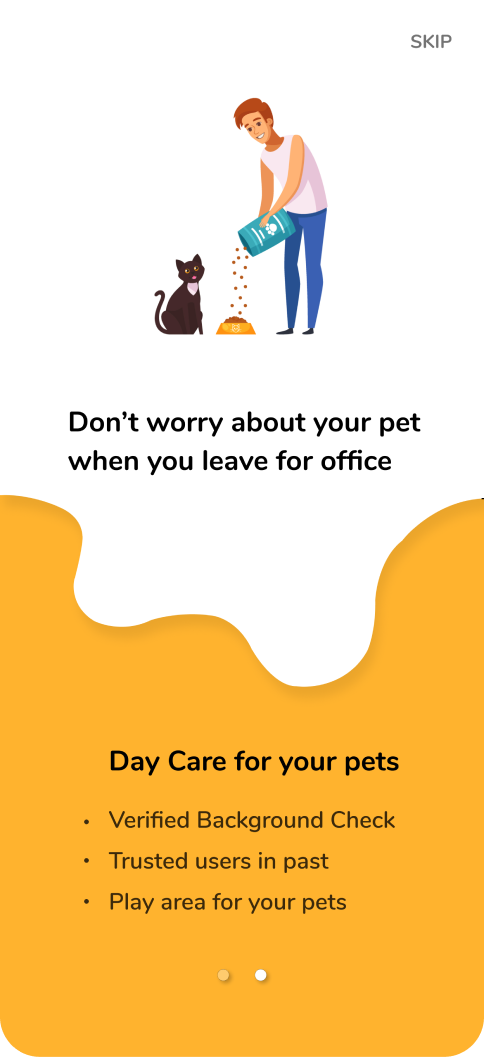 SKIP
Don’t worry about your pet
when you leave for office
Day Care for your pets
• Verified Background Check
• Trusted users in past
• Play area for your pets